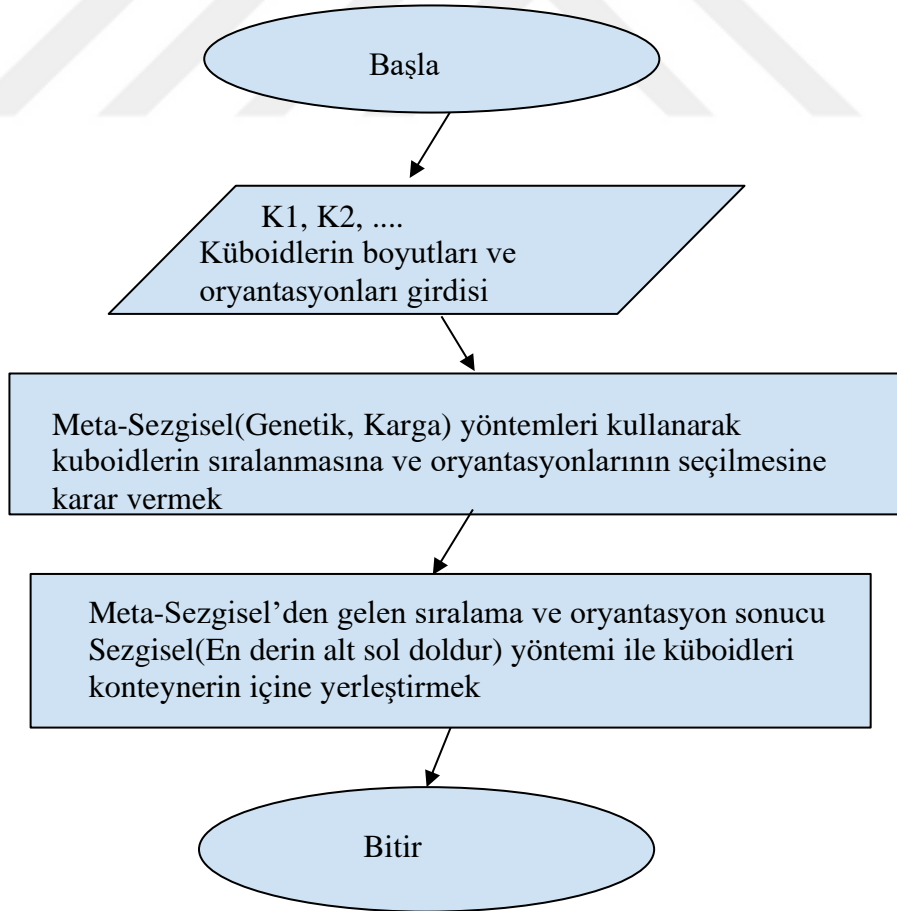 Başla
K1, K2, ....
Küboidlerin boyutları ve
oryantasyonları girdisi
Meta-Sezgisel(Genetik, Karga) yöntemleri kullanarak
kuboidlerin sıralanmasına ve oryantasyonlarının seçilmesine
karar vermek
Meta-Sezgisel’den gelen sıralama ve oryantasyon sonucu
Sezgisel(En derin alt sol doldur) yöntemi ile küboidleri
konteynerin içine yerleştirmek
Bitir